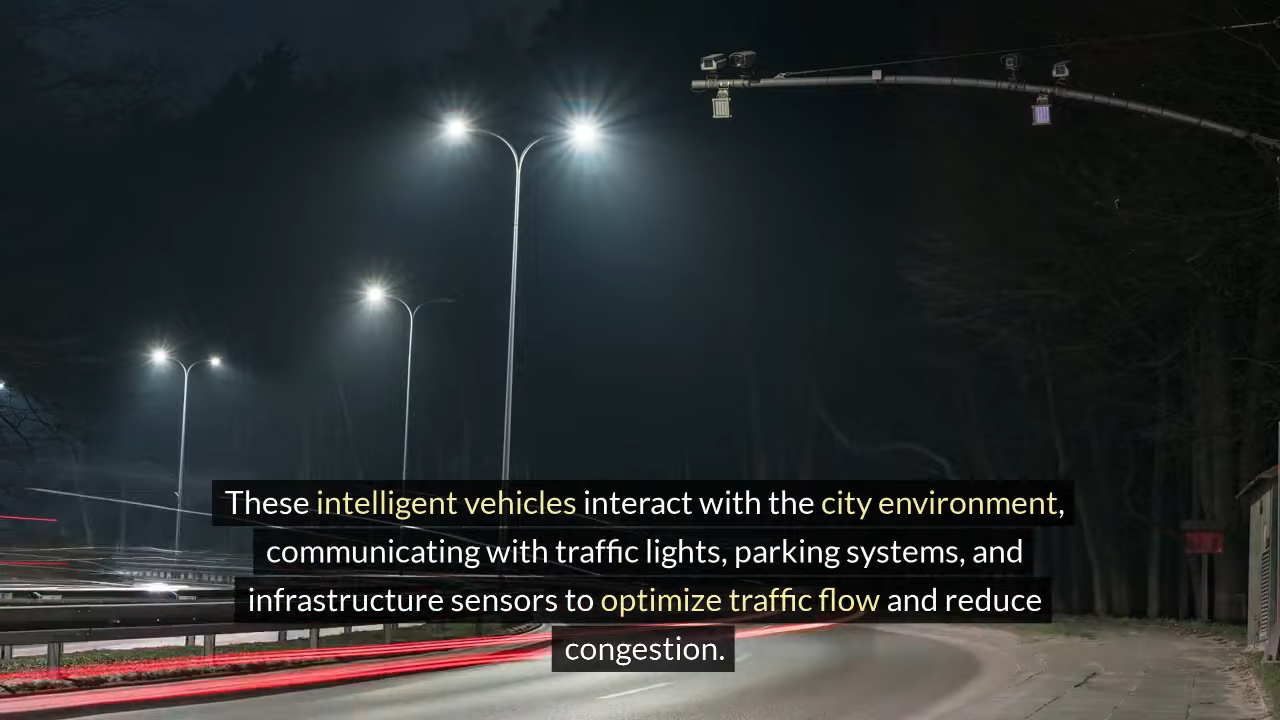 These intelligent vehicles interact with the city environment,
communicating with traffic lights, parking systems, and
infrastructure sensors to optimize traffic flow and reduce
congestion.